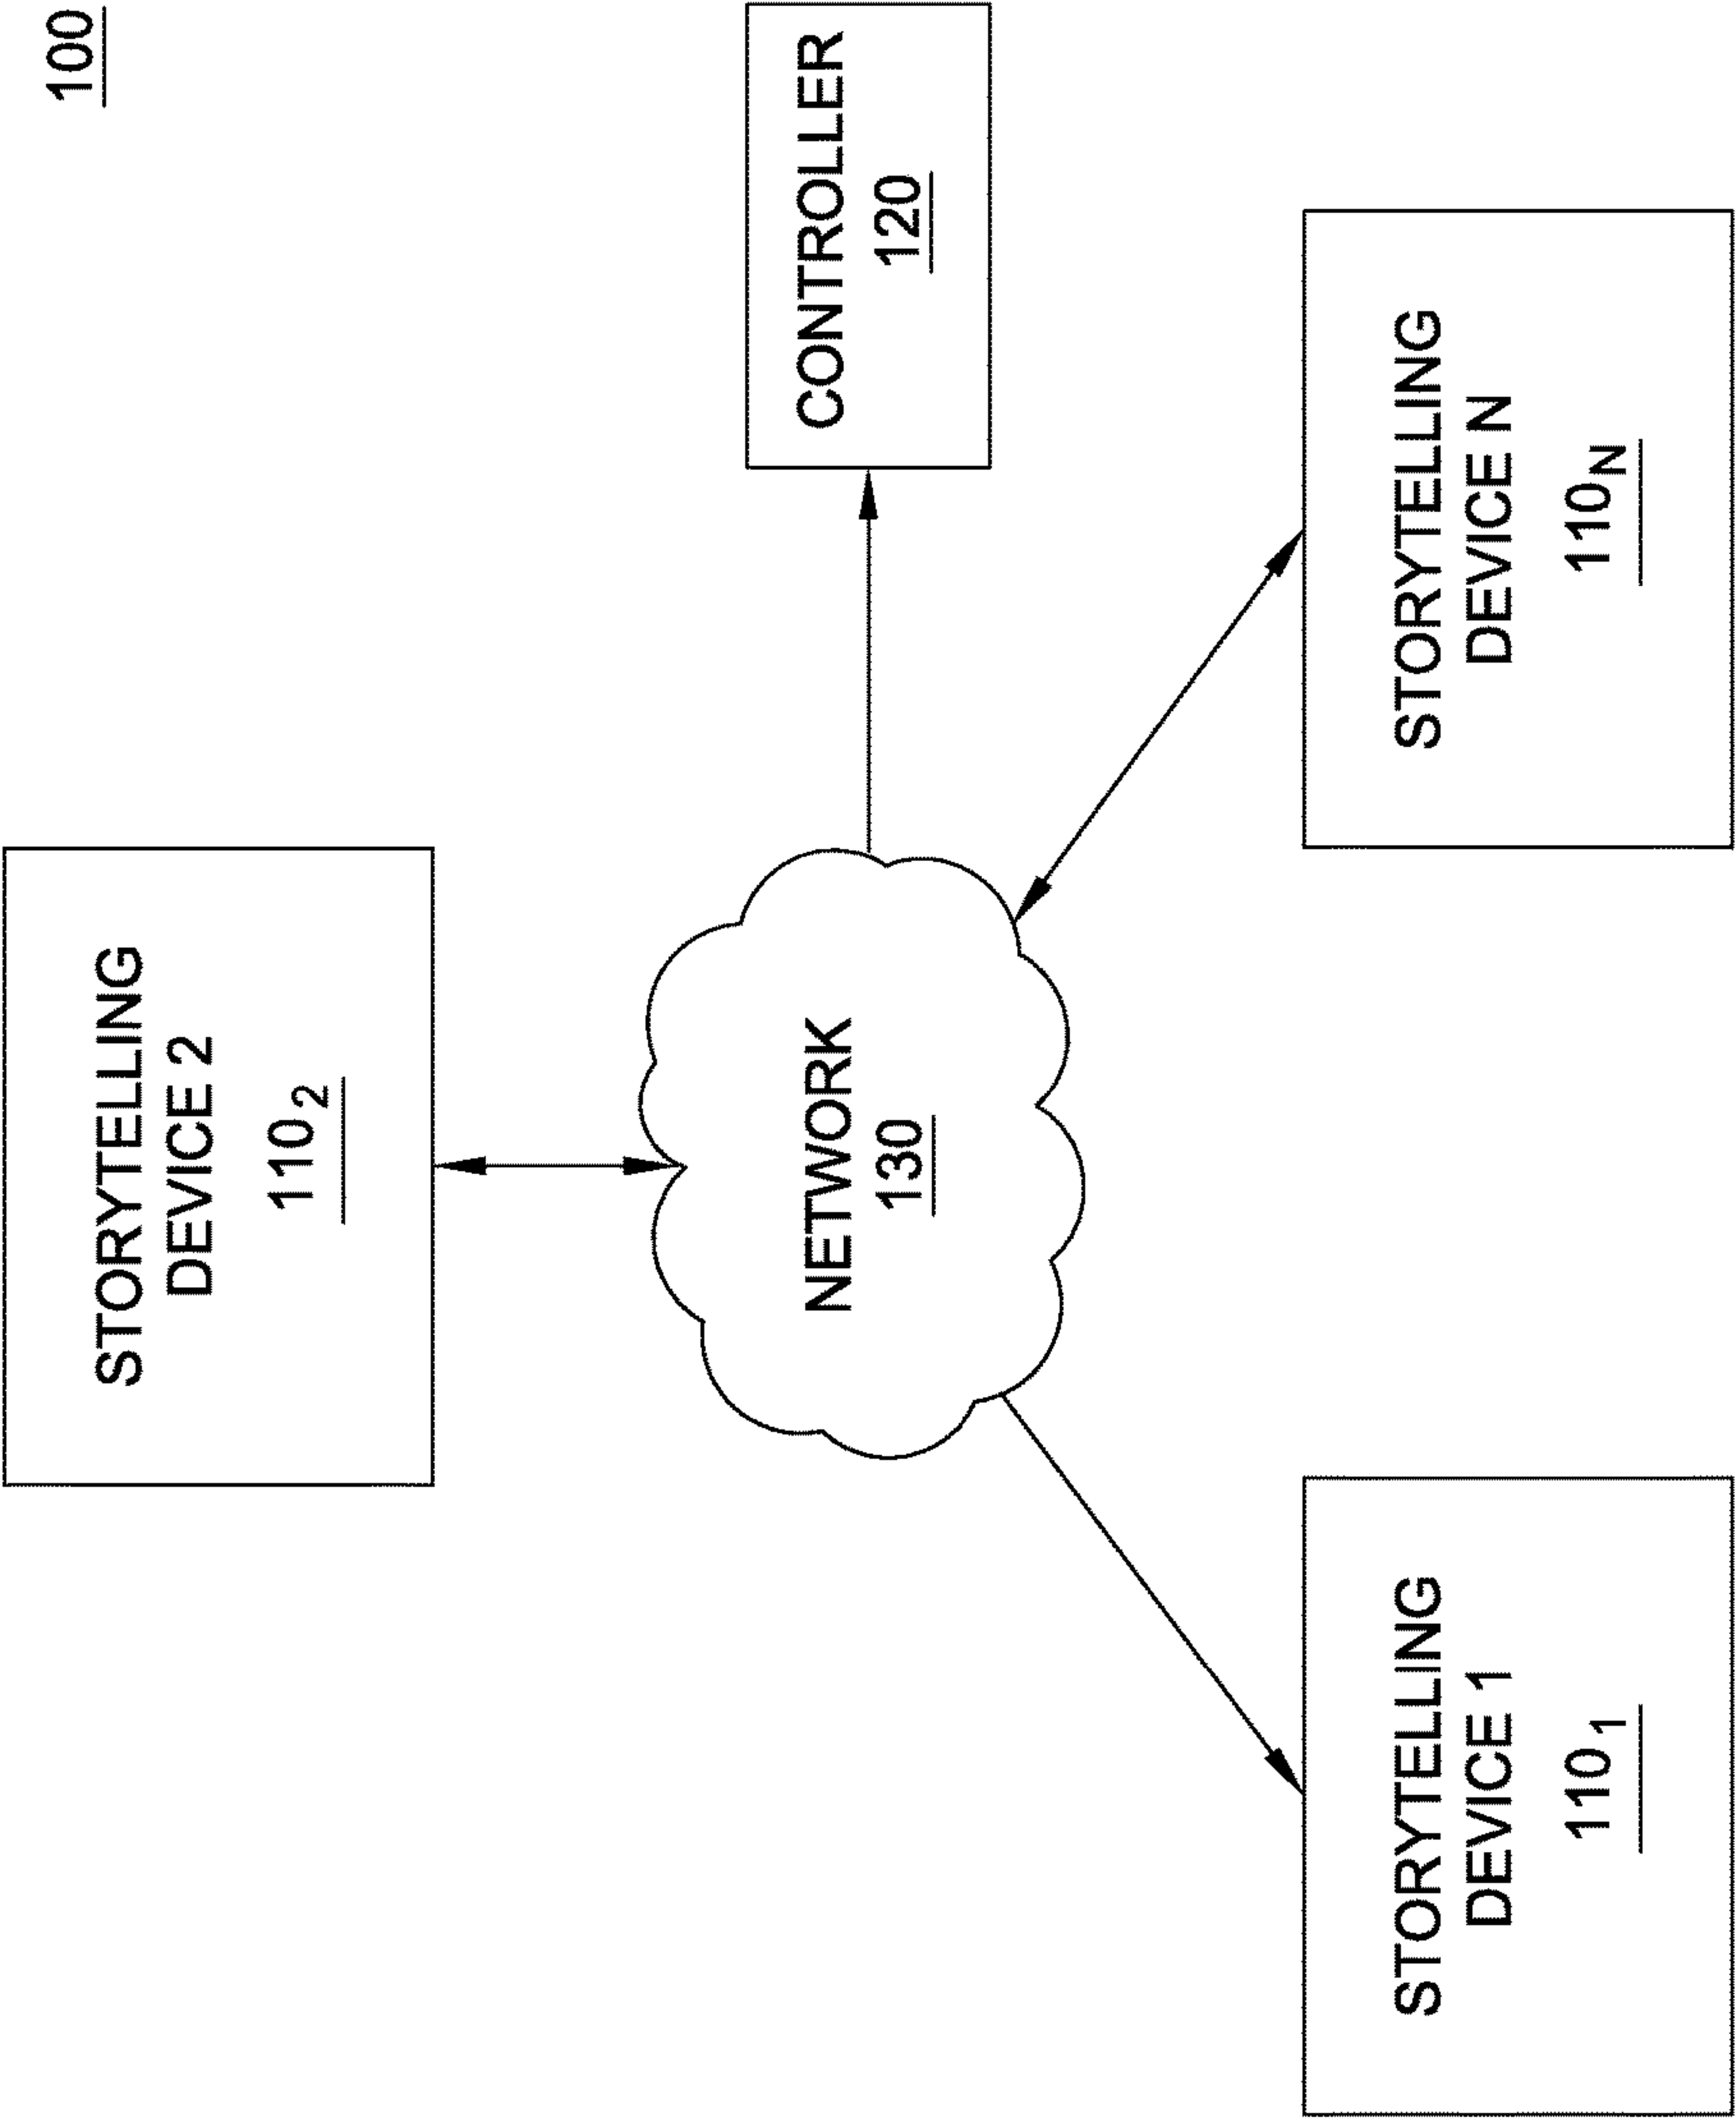 100
STORYTELLING
DEVICE 2
110₂
CONTROLLER
120
NETWORK
130
STORYTELLING
DEVICE 1
110₁
STORYTELLING
DEVICE N
110N